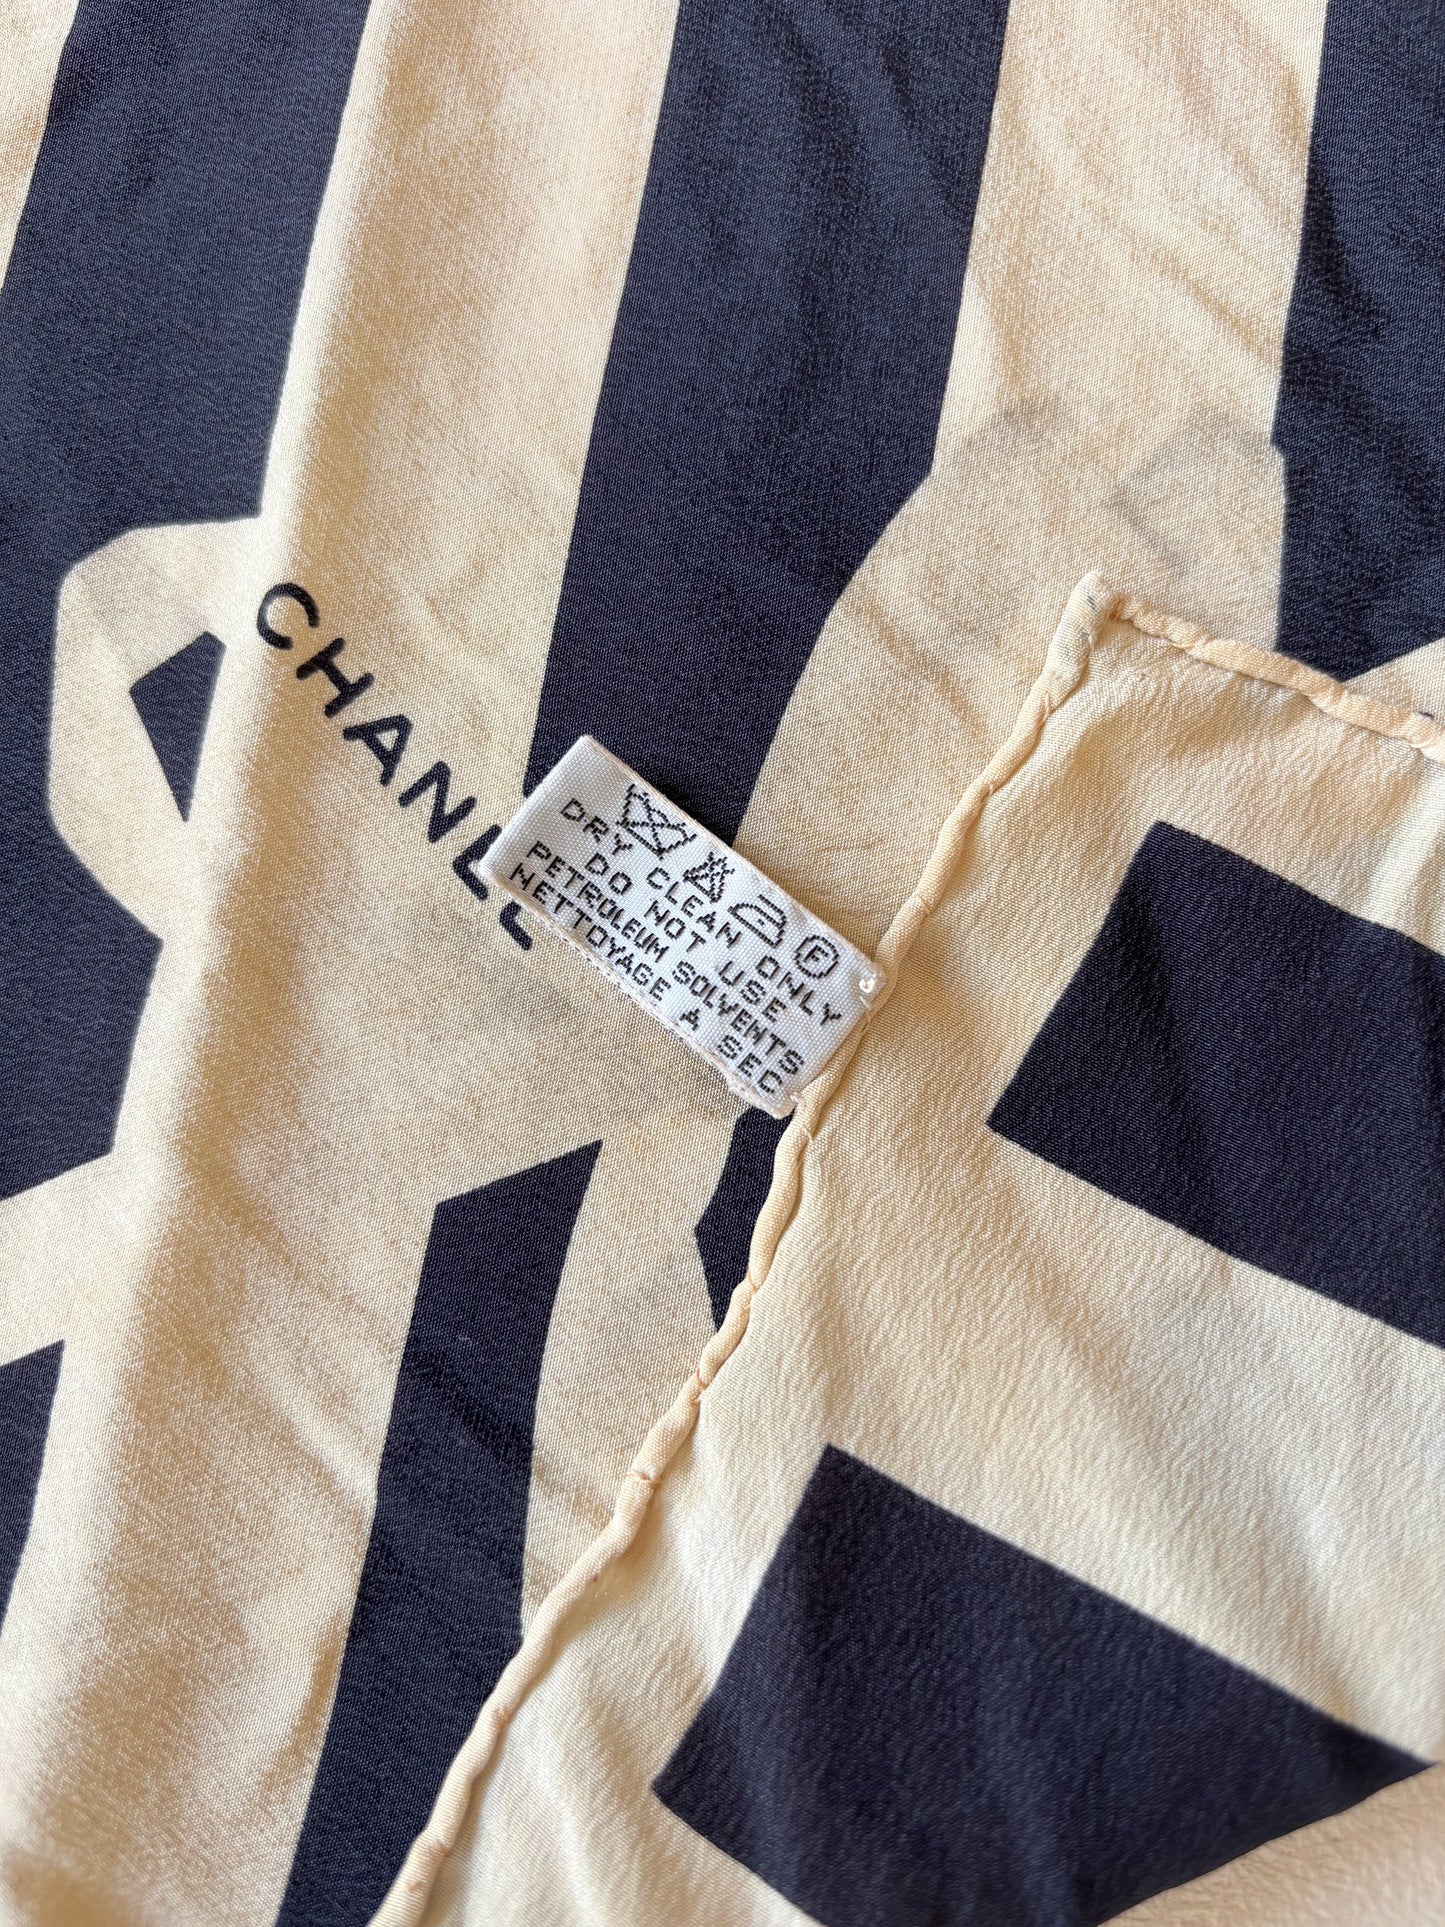 CHANEL
DRY CLEAN ONLY
DO NOT USE
PETROLEUM SOLVENTS
NETTOYAGE A SEC
F